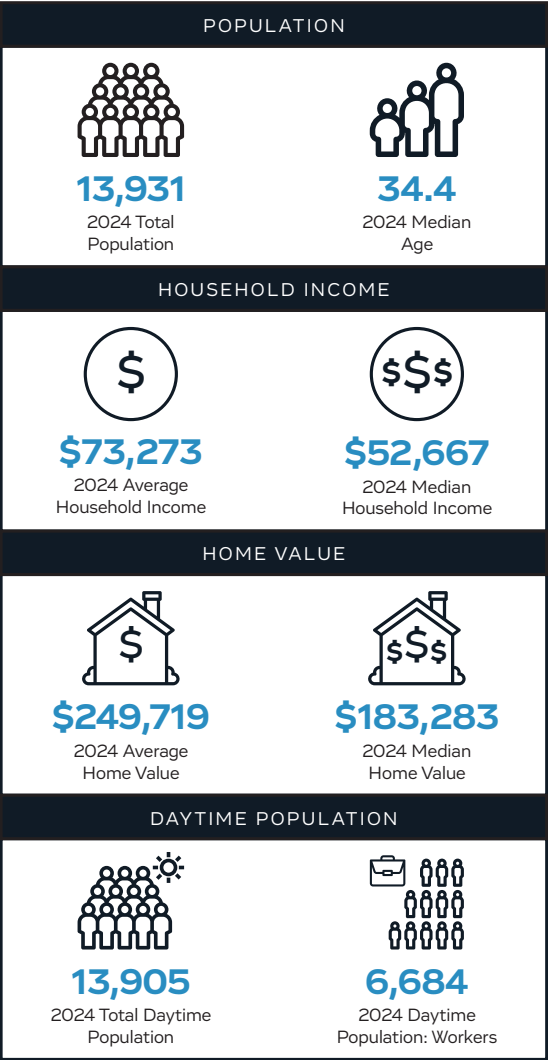 POPULATION
13,931
2024 Total
Population
34.4
2024 Median
Age
HOUSEHOLD INCOME
$
$73,273
2024 Average
Household Income
$$$
$52,667
2024 Median
Household Income
HOME VALUE
$
$249,719
2024 Average
Home Value
$$$
$183,283
2024 Median
Home Value
DAYTIME POPULATION
13,905
2024 Total Daytime
Population
6,684
2024 Daytime
Population: Workers